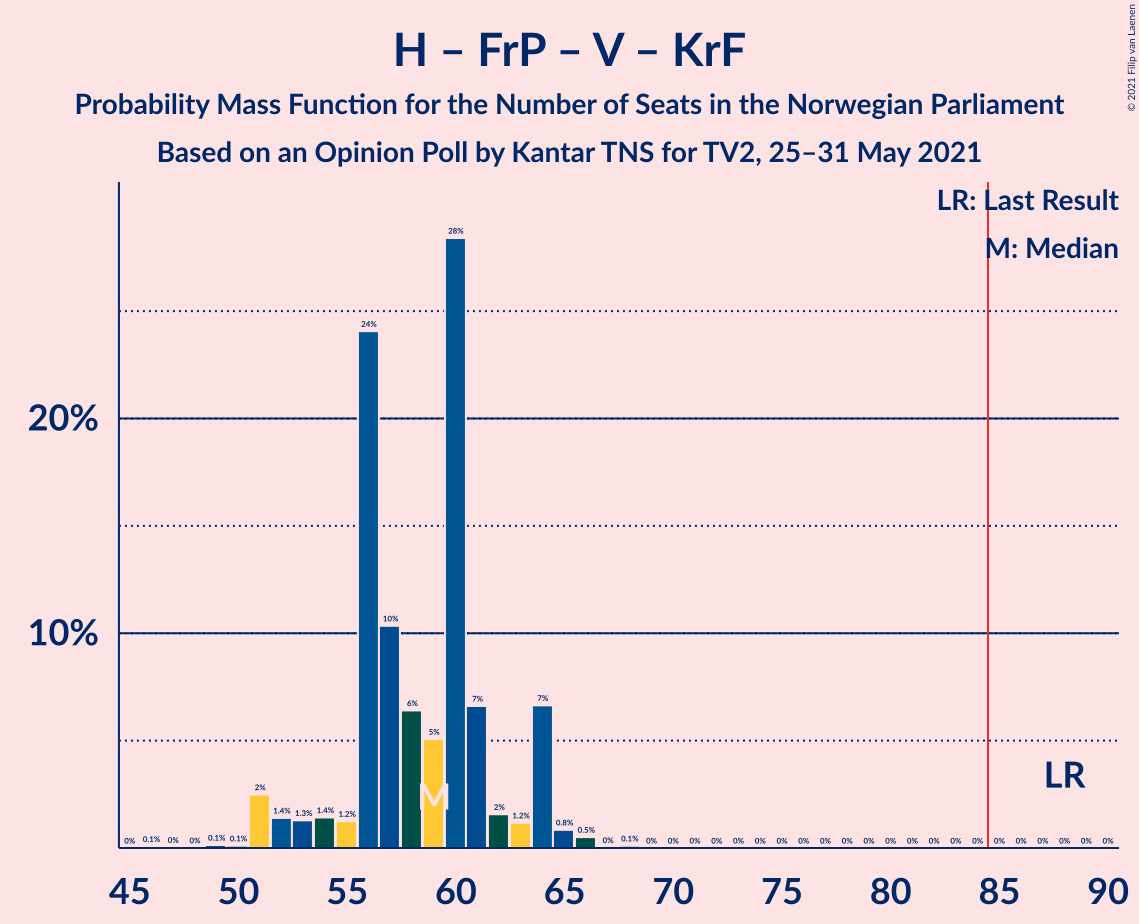 H – FrP – V – KrF
Probability Mass Function for the Number of Seats in the Norwegian Parliament
Based on an Opinion Poll by Kantar TNS for TV2, 25–31 May 2021
© 2021 Filip van Laenen
LR: Last Result
M: Median
20%
10%
0% 0.1% 0% 0% 0.1% 0.1% 2% 1.4% 1.3% 1.4% 1.2% 24% 10% 6% 5% 28% 7% 2% 1.2% 7% 0.8% 0.5% 0% 0.1% 0% 0% 0% 0% 0% 0% 0% 0% 0% 0% 0% 0% 0% 0% 0% 0% 0% 0% 0% 0% 0% 0%
M
LR
45 50 55 60 65 70 75 80 85 90